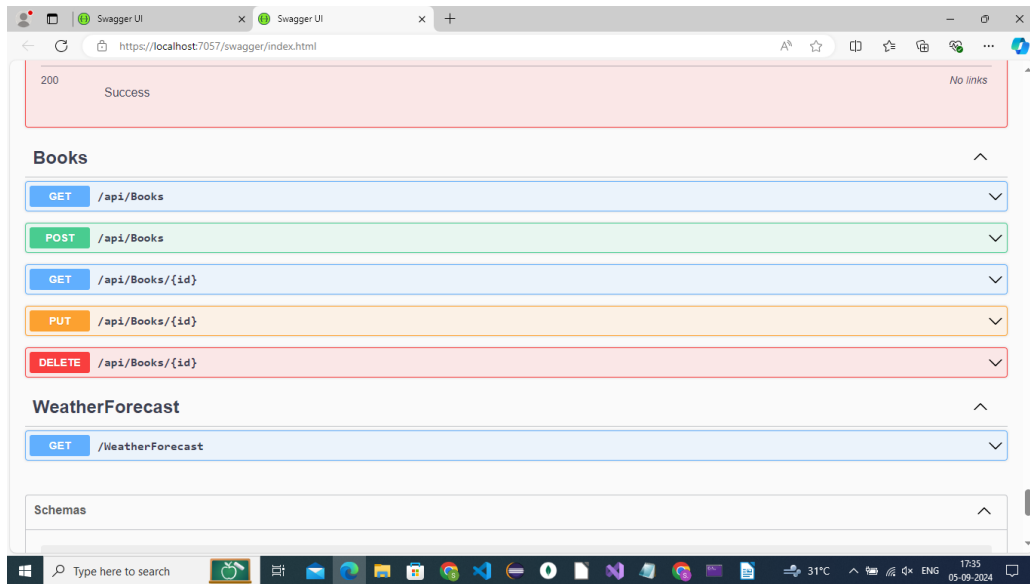 Swagger UI
Swagger UI
https://localhost:7057/swagger/index.html
200
Success
No links
Books
GET /api/Books
POST /api/Books
GET /api/Books/{id}
PUT /api/Books/{id}
DELETE /api/Books/{id}
WeatherForecast
GET /WeatherForecast
Schemas
Type here to search
31°C
ENG
17:35
05-09-2024